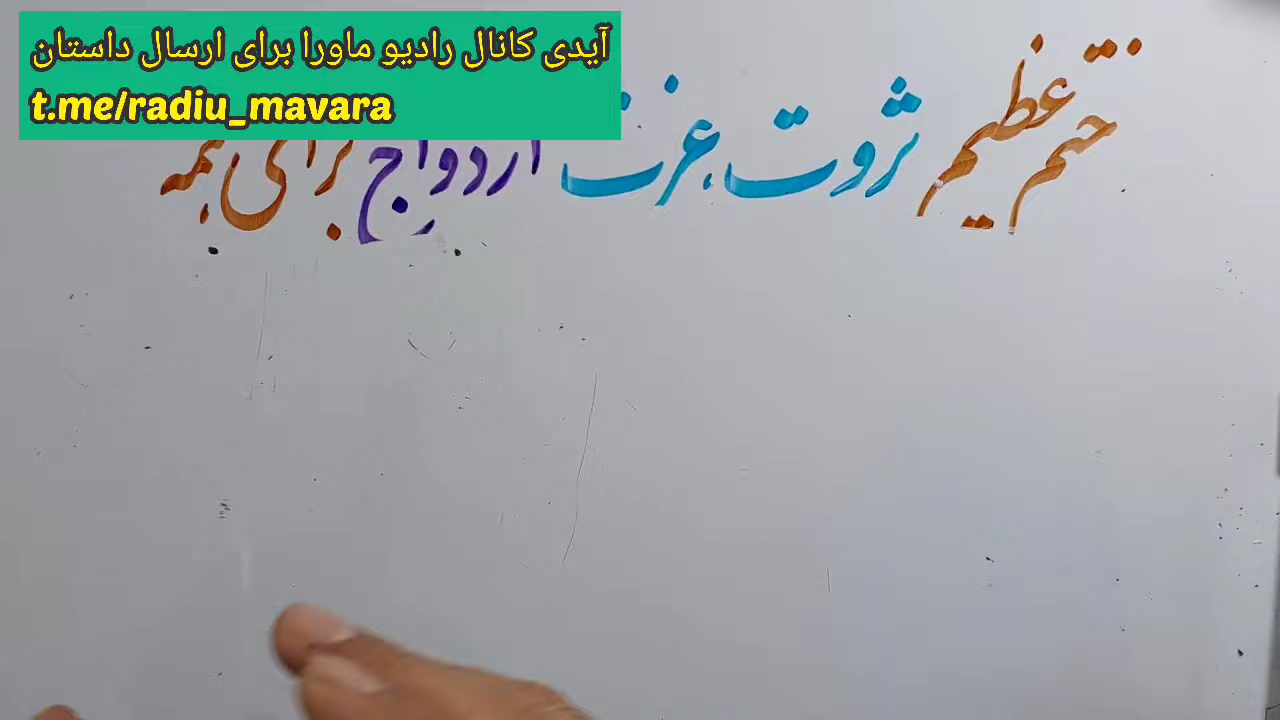 آیدی کانال رادیو ماورا برای ارسال داستان
t.me/radiu_mavara
ختم عظیم ثروت، عزت ازدواج برای همه